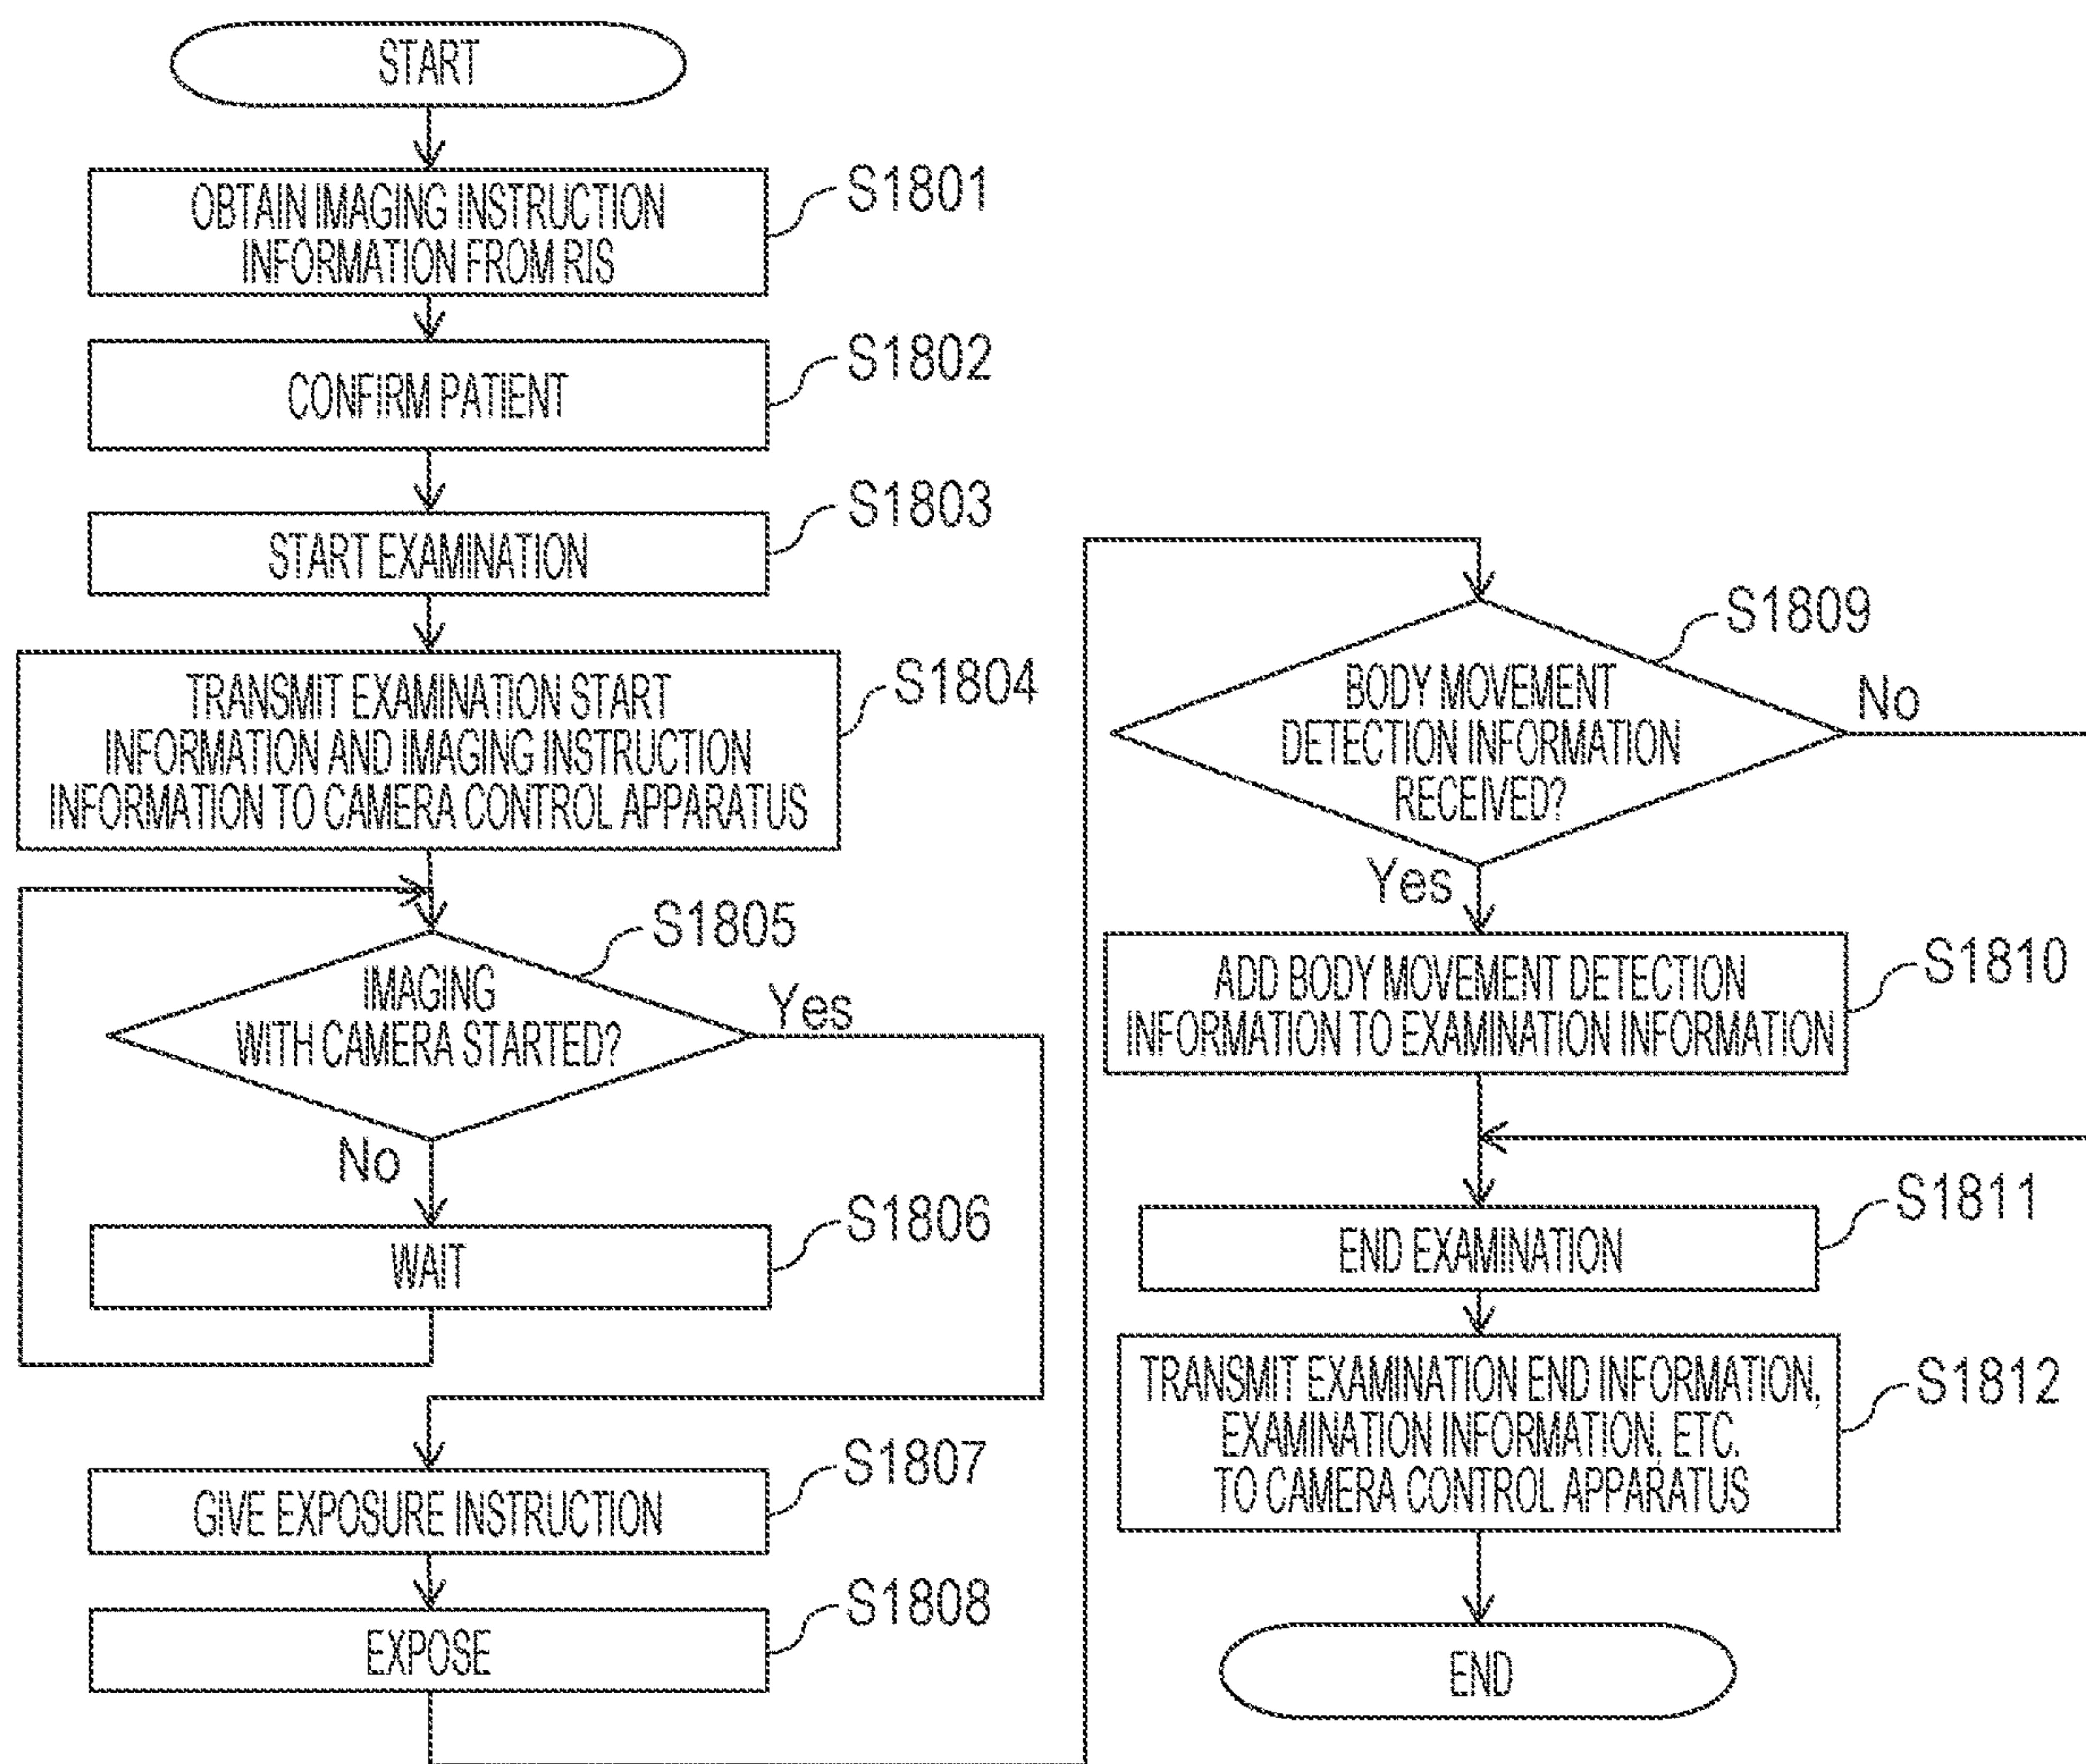 START
OBTAIN IMAGING INSTRUCTION
INFORMATION FROM RIS
S1801
CONFIRM PATIENT
S1802
START EXAMINATION
S1803
TRANSMIT EXAMINATION START
INFORMATION AND IMAGING INSTRUCTION
INFORMATION TO CAMERA CONTROL APPARATUS
S1804
IMAGING
WITH CAMERA STARTED?
S1805
Yes
No
WAIT
S1806
GIVE EXPOSURE INSTRUCTION
S1807
EXPOSE
S1808
BODY MOVEMENT
DETECTION INFORMATION
RECEIVED?
S1809
No
Yes
ADD BODY MOVEMENT DETECTION
INFORMATION TO EXAMINATION INFORMATION
S1810
END EXAMINATION
S1811
TRANSMIT EXAMINATION END INFORMATION,
EXAMINATION INFORMATION, ETC.
TO CAMERA CONTROL APPARATUS
S1812
END